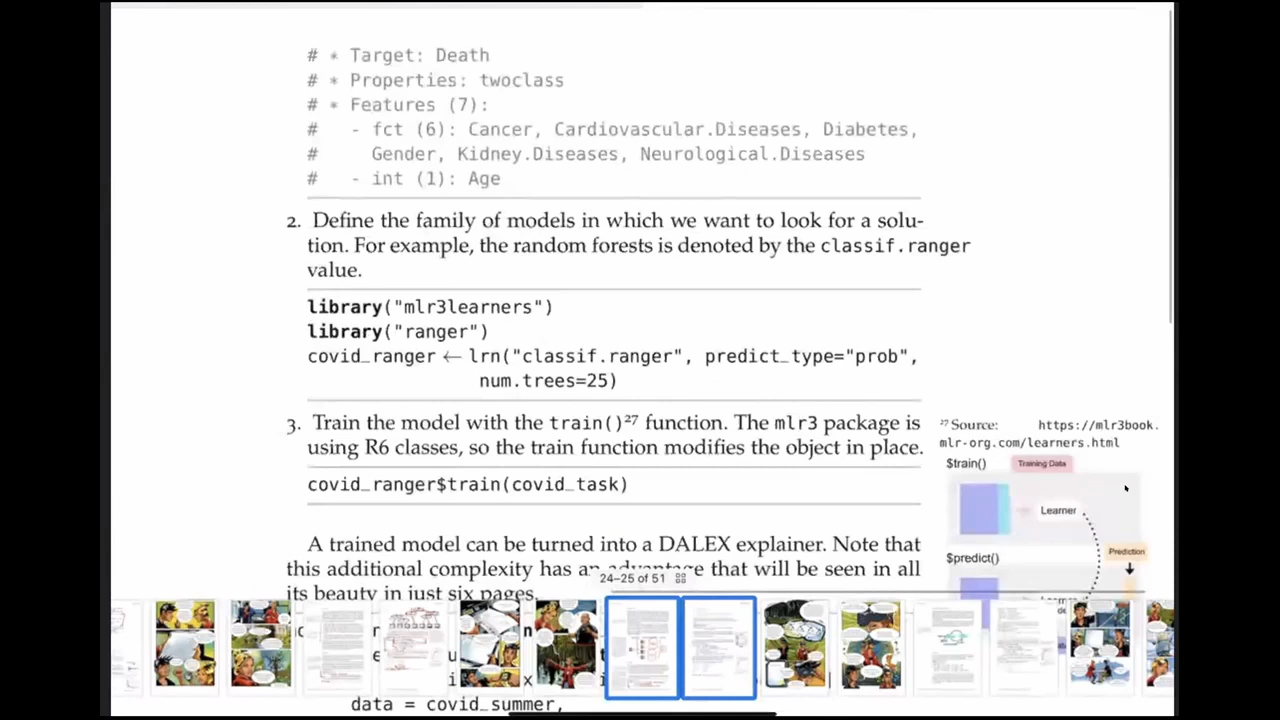 # * Target: Death
# * Properties: twoclass
# * Features (7):
#   - fct (6): Cancer, Cardiovascular.Diseases, Diabetes,
#     Gender, Kidney.Diseases, Neurological.Diseases
#   - int (1): Age
2. Define the family of models in which we want to look for a solu-
tion. For example, the random forests is denoted by the classif.ranger
value.
library("mlr3learners")
library("ranger")
covid_ranger ← lrn("classif.ranger", predict_type="prob",
num.trees=25)
3. Train the model with the train()²⁷ function. The mlr3 package is
using R6 classes, so the train function modifies the object in place.
covid_ranger$train(covid_task)
²⁷ Source: https://mlr3book.
mlr-org.com/learners.html
$train()
Training Data
Learner
$predict()
Prediction
A trained model can be turned into a DALEX explainer. Note that
this additional complexity has an advantage that will be seen in all
its beauty in just six pages.
24–25 of 51
data = covid_summer,